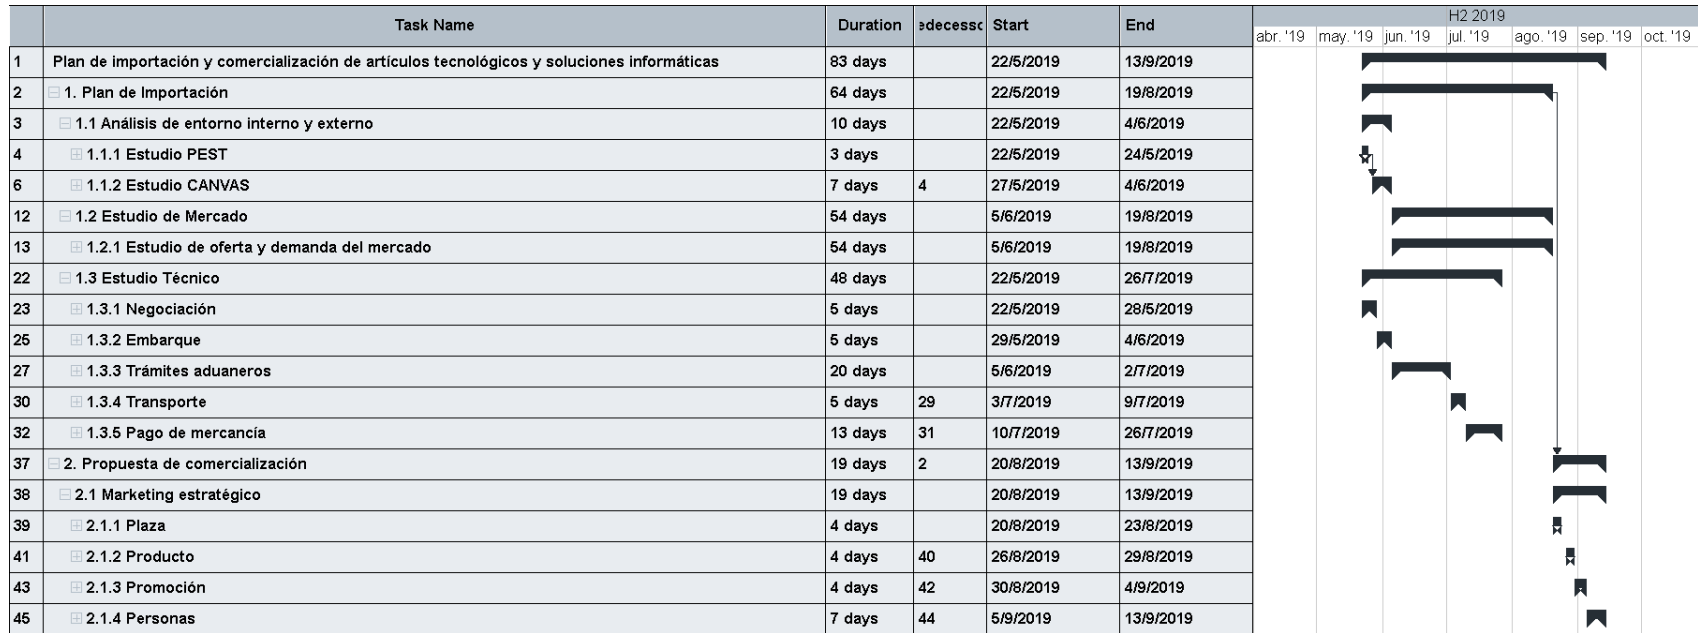 Task Name Duration edecesso Start End H2 2019
abr. '19 may. '19 jun. '19 jul. '19 ago. '19 sep. '19 oct. '19
1 Plan de importación y comercialización de artículos tecnológicos y soluciones informáticas 83 days 22/5/2019 13/9/2019
2 1. Plan de Importación 64 days 22/5/2019 19/8/2019
3 1.1 Análisis de entorno interno y externo 10 days 22/5/2019 4/6/2019
4 1.1.1 Estudio PEST 3 days 22/5/2019 24/5/2019
6 1.1.2 Estudio CANVAS 7 days 4 27/5/2019 4/6/2019
12 1.2 Estudio de Mercado 54 days 5/6/2019 19/8/2019
13 1.2.1 Estudio de oferta y demanda del mercado 54 days 5/6/2019 19/8/2019
22 1.3 Estudio Técnico 48 days 22/5/2019 26/7/2019
23 1.3.1 Negociación 5 days 22/5/2019 28/5/2019
25 1.3.2 Embarque 5 days 29/5/2019 4/6/2019
27 1.3.3 Trámites aduaneros 20 days 5/6/2019 2/7/2019
30 1.3.4 Transporte 5 days 29 3/7/2019 9/7/2019
32 1.3.5 Pago de mercancía 13 days 31 10/7/2019 26/7/2019
37 2. Propuesta de comercialización 19 days 2 20/8/2019 13/9/2019
38 2.1 Marketing estratégico 19 days 20/8/2019 13/9/2019
39 2.1.1 Plaza 4 days 20/8/2019 23/8/2019
41 2.1.2 Producto 4 days 40 26/8/2019 29/8/2019
43 2.1.3 Promoción 4 days 42 30/8/2019 4/9/2019
45 2.1.4 Personas 7 days 44 5/9/2019 13/9/2019